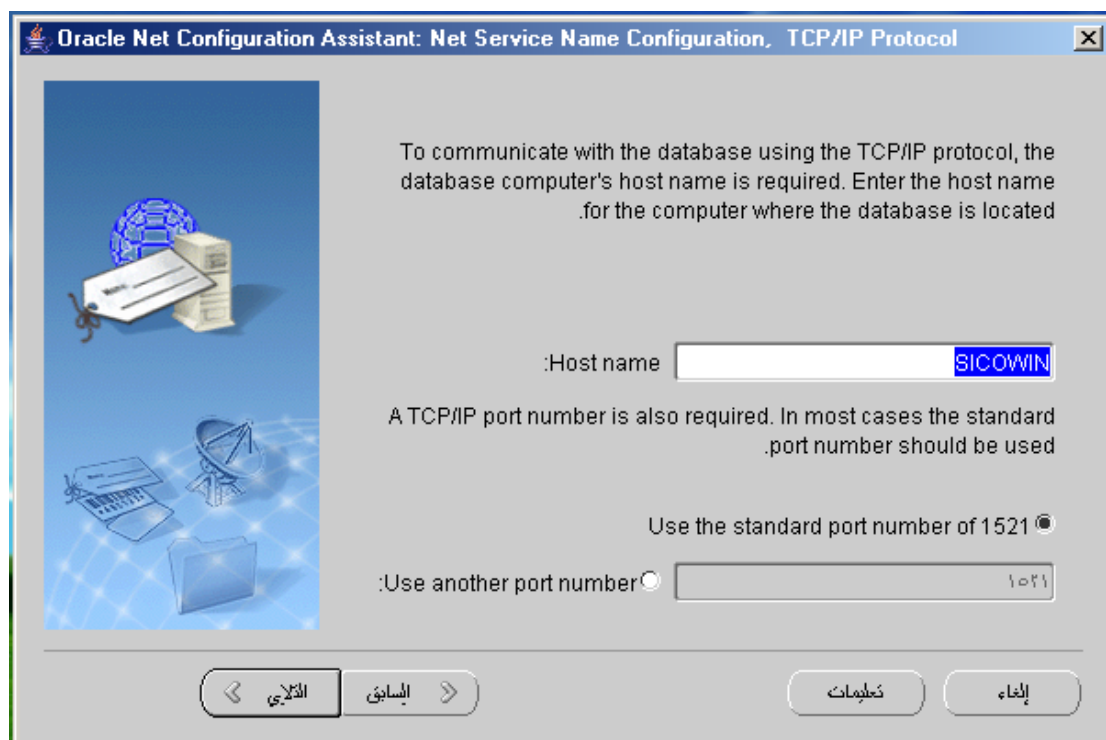 Oracle Net Configuration Assistant: Net Service Name Configuration, TCP/IP Protocol
To communicate with the database using the TCP/IP protocol, the
database computer's host name is required. Enter the host name
.for the computer where the database is located
:Host name SICOWIN
A TCP/IP port number is also required. In most cases the standard
.port number should be used
Use the standard port number of 1521
:Use another port number ١٥٢١
إلغاء تعليمات السابق التالي